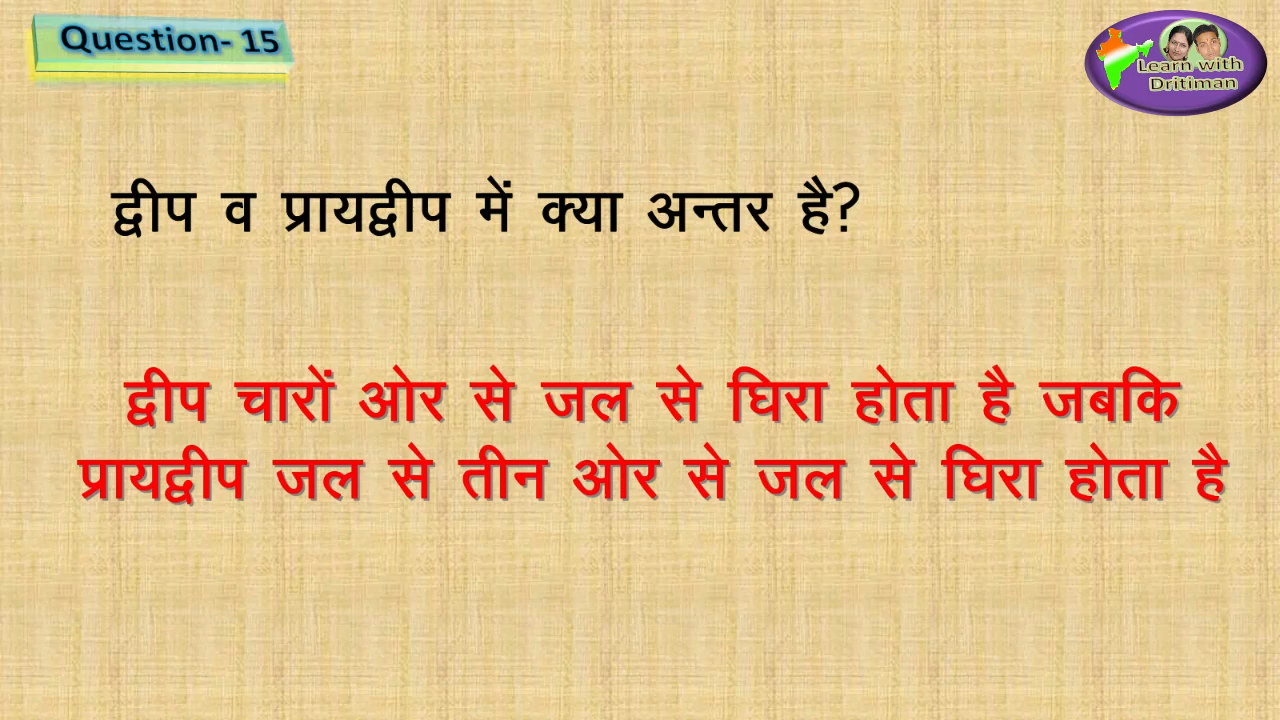 Question- 15
Learn with
Dritiman
द्वीप व प्रायद्वीप में क्या अन्तर है?
द्वीप चारों ओर से जल से घिरा होता है जबकि
प्रायद्वीप जल से तीन ओर से जल से घिरा होता है